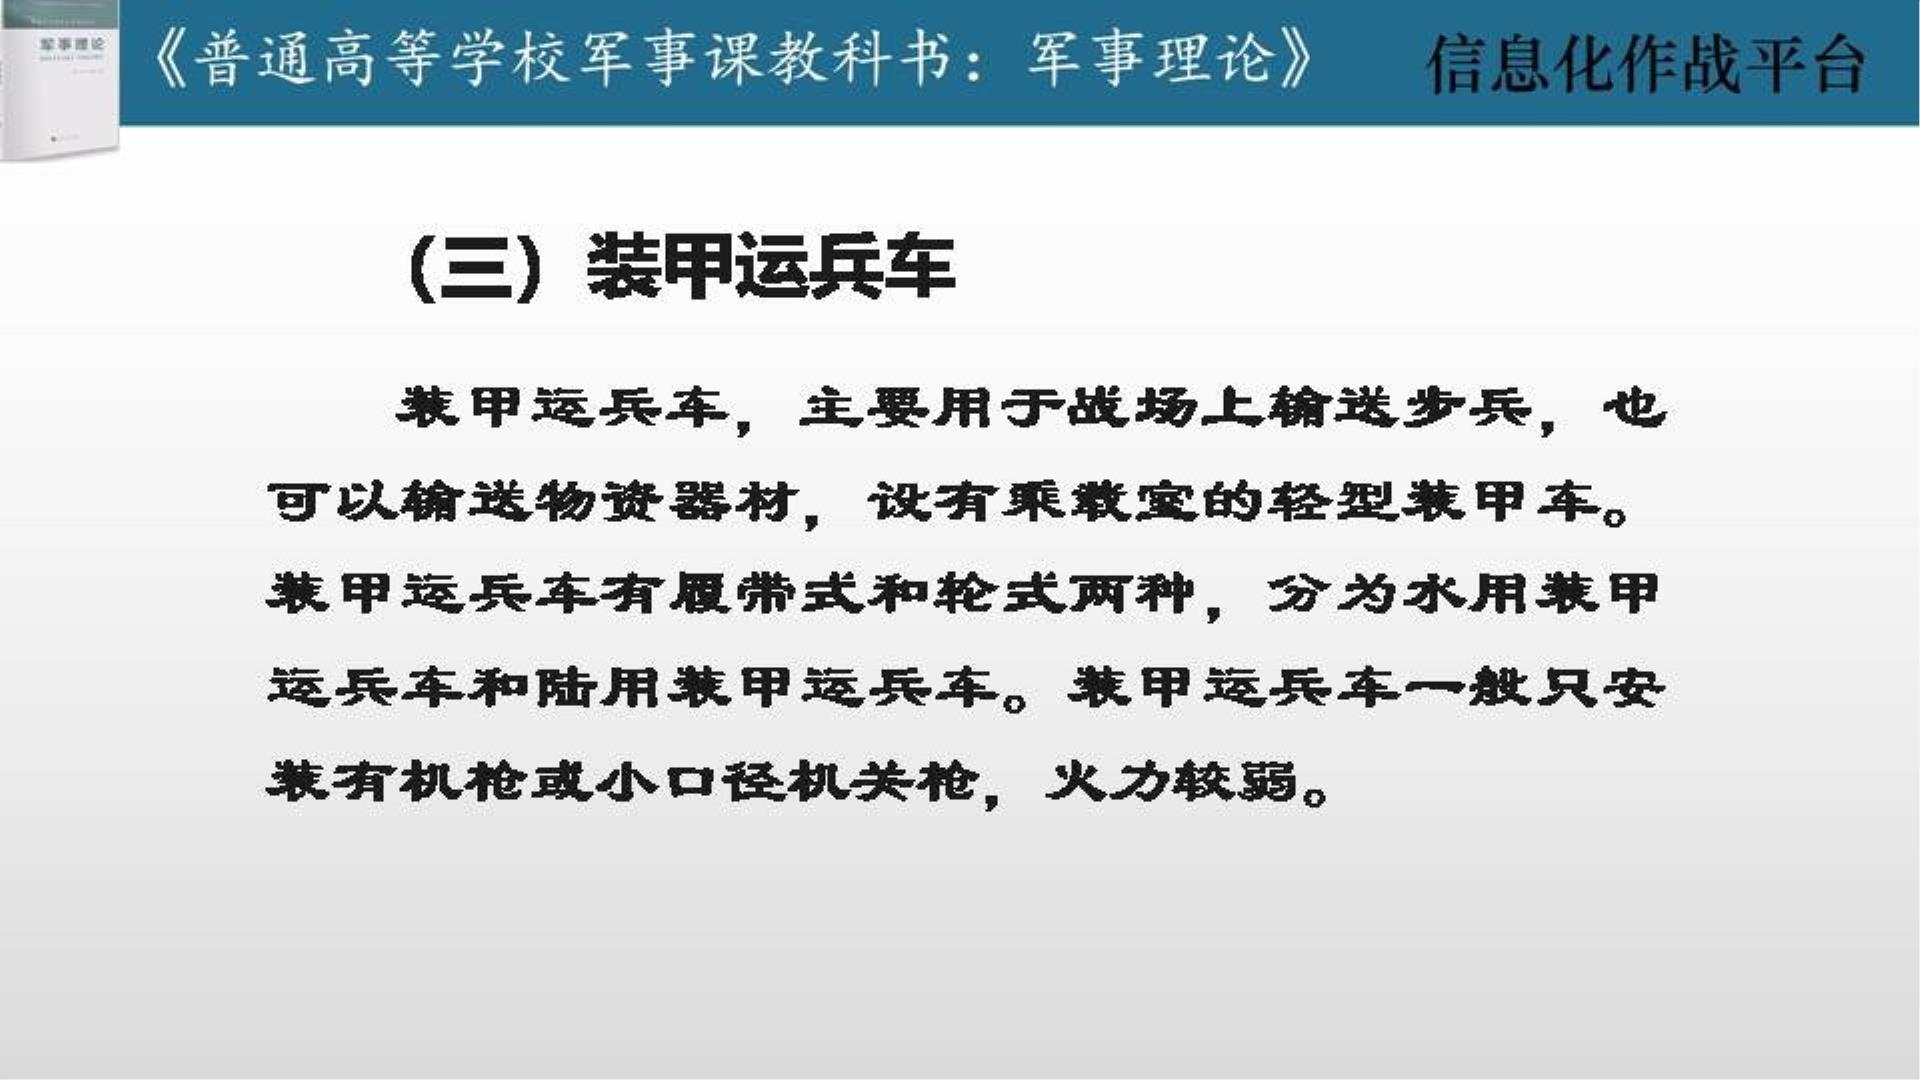 军事理论
《普通高等学校军事课教科书：军事理论》
信息化作战平台
（三）装甲运兵车
装甲运兵车，主要用于战场上输送步兵，也
可以输送物资器材，设有乘载室的轻型装甲车。
装甲运兵车有履带式和轮式两种，分为水用装甲
运兵车和陆用装甲运兵车。装甲运兵车一般只安
装有机枪或小口径机关枪，火力较弱。